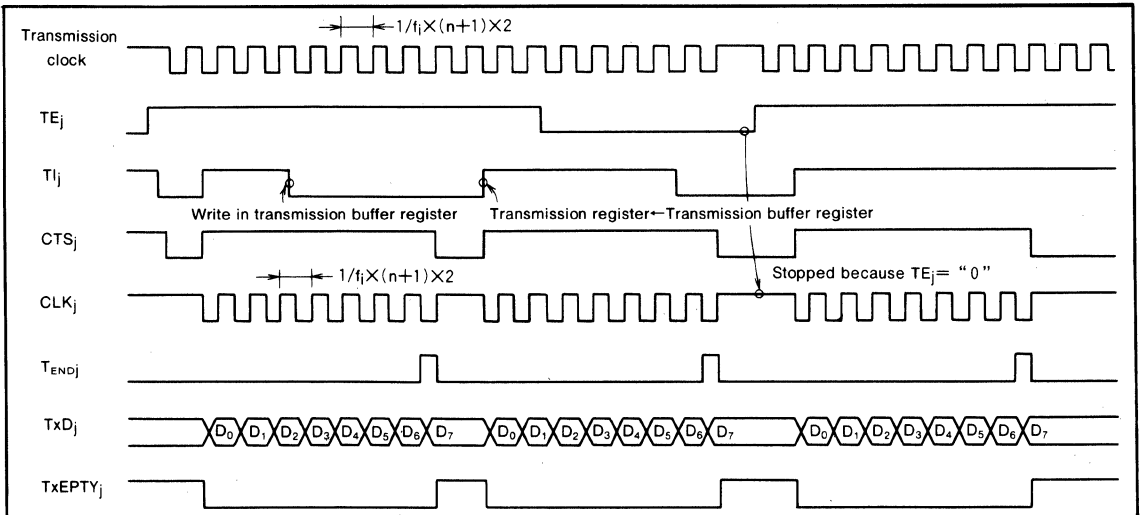 1/fi×(n+1)×2
Transmission
clock
TEj
TIj
Write in transmission buffer register
Transmission register←Transmission buffer register
CTSj
1/fi×(n+1)×2
Stopped because TEj= “0”
CLKj
TENDj
TxDj
D0 D1 D2 D3 D4 D5 D6 D7 D0 D1 D2 D3 D4 D5 D6 D7 D0 D1 D2 D3 D4 D5 D6 D7
TxEPTYj